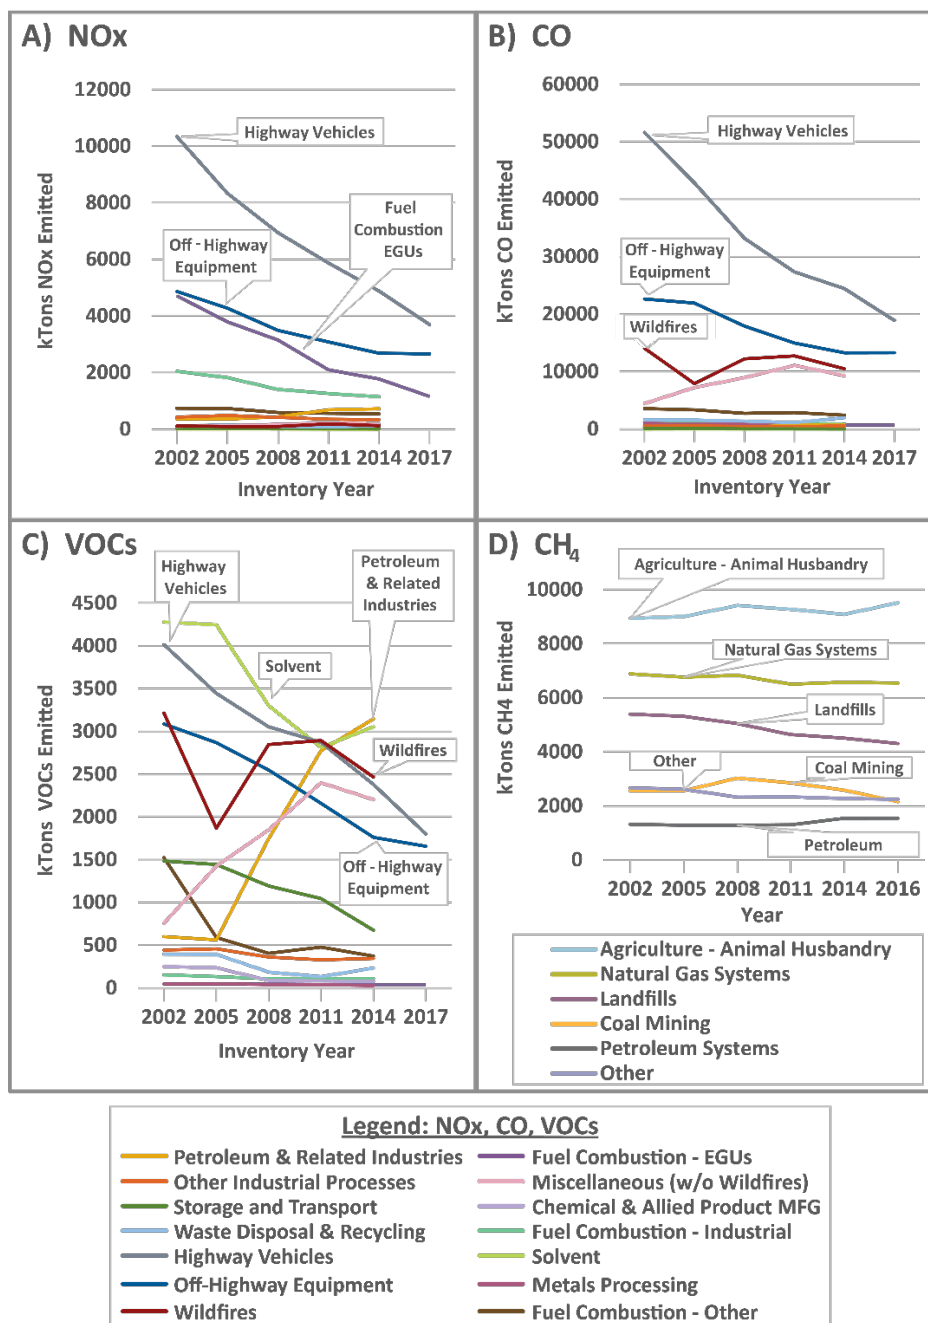 A) NOx
12000
10000
8000
6000
4000
2000
0
kTons NOx Emitted
Highway Vehicles
Fuel
Combustion
EGUs
Off - Highway
Equipment
2002 2005 2008 2011 2014 2017
Inventory Year
B) CO
60000
50000
40000
30000
20000
10000
0
kTons CO Emitted
Highway Vehicles
Off - Highway
Equipment
Wildfires
2002 2005 2008 2011 2014 2017
Inventory Year
C) VOCs
4500
4000
3500
3000
2500
2000
1500
1000
500
0
kTons VOCs Emitted
Highway
Vehicles
Petroleum
& Related
Industries
Solvent
Wildfires
Off - Highway
Equipment
2002 2005 2008 2011 2014 2017
Inventory Year
D) CH4
10000
8000
6000
4000
2000
0
kTons CH4 Emitted
Agriculture - Animal Husbandry
Natural Gas Systems
Landfills
Other
Coal Mining
Petroleum
2002 2005 2008 2011 2014 2016
Year
Agriculture - Animal Husbandry
Natural Gas Systems
Landfills
Coal Mining
Petroleum Systems
Other
Legend: NOx, CO, VOCs
Petroleum & Related Industries
Other Industrial Processes
Storage and Transport
Waste Disposal & Recycling
Highway Vehicles
Off-Highway Equipment
Wildfires
Fuel Combustion - EGUs
Miscellaneous (w/o Wildfires)
Chemical & Allied Product MFG
Fuel Combustion - Industrial
Solvent
Metals Processing
Fuel Combustion - Other